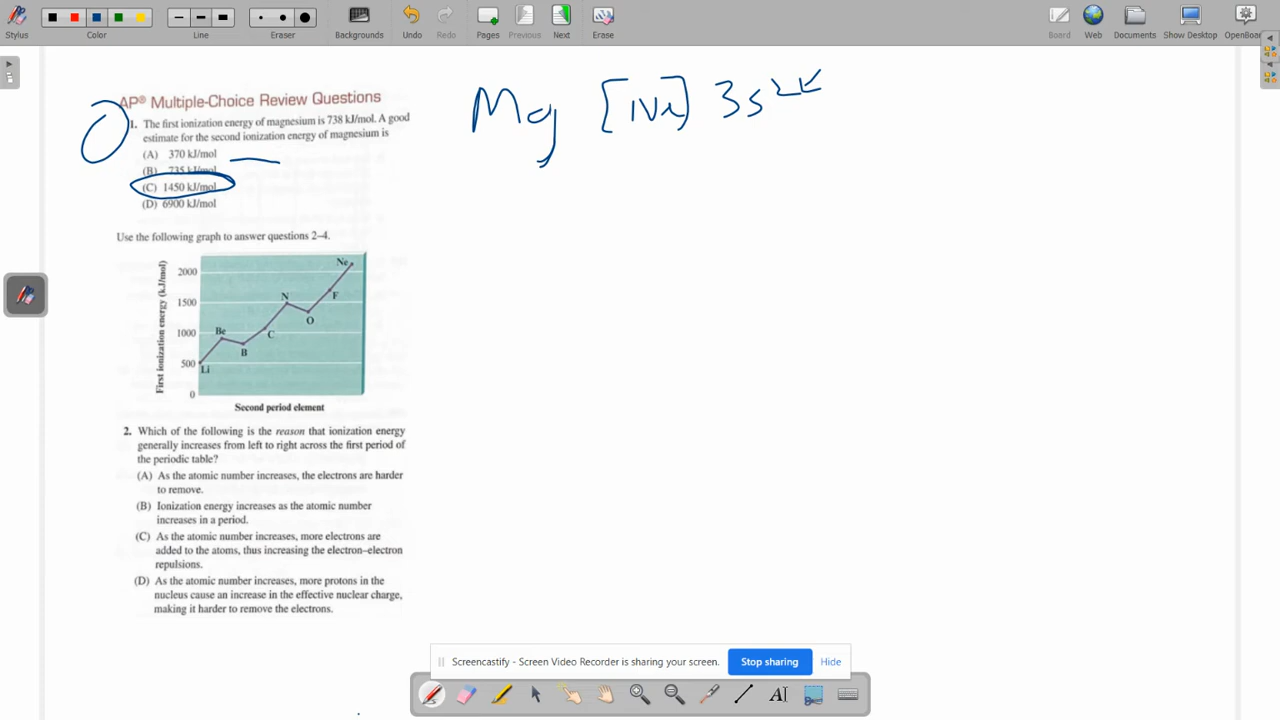 Stylus
Color
Line
Eraser
Backgrounds
Undo
Redo
Pages
Previous
Next
Erase
Board
Web
Documents
Show Desktop
OpenBoard
AP® Multiple-Choice Review Questions
1. The first ionization energy of magnesium is 738 kJ/mol. A good
estimate for the second ionization energy of magnesium is
(A) 370 kJ/mol
(B) 735 kJ/mol
(C) 1450 kJ/mol
(D) 6900 kJ/mol
Mg [Ne] 3s²
Use the following graph to answer questions 2–4.
First ionization energy (kJ/mol)
2000
1500
1000
500
0
Li
Be
B
C
N
O
F
Ne
Second period element
2. Which of the following is the reason that ionization energy
generally increases from left to right across the first period of
the periodic table?
(A) As the atomic number increases, the electrons are harder
to remove.
(B) Ionization energy increases as the atomic number
increases in a period.
(C) As the atomic number increases, more electrons are
added to the atoms, thus increasing the electron–electron
repulsions.
(D) As the atomic number increases, more protons in the
nucleus cause an increase in the effective nuclear charge,
making it harder to remove the electrons.
Screencastify - Screen Video Recorder is sharing your screen.
Stop sharing
Hide